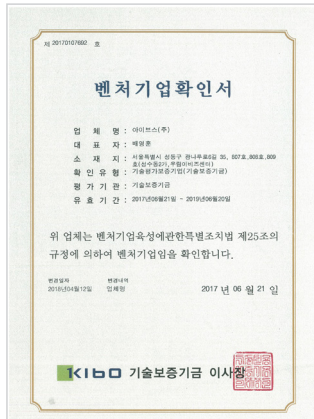 제 20170107692 호
벤처기업확인서
업 체 명 : 아이브스(주)
대 표 자 : 배영훈
소 재 지 : 서울특별시 성동구 광나루로6길 35, 807호,808호,809
호(성수동2가,우림이비즈센터)
확 인 유 형 : 기술평가보증기업(기술보증기금)
평 가 기 관 : 기술보증기금
유 효 기 간 : 2017년06월21일 ~ 2019년06월20일
위 업체는 벤처기업육성에관한특별조치법 제25조의
규정에 의하여 벤처기업임을 확인합니다.
변경일자 변경내역
2018년04월12일 업체명
2017 년 06 월 21 일
KIBO 기술보증기금 이사장